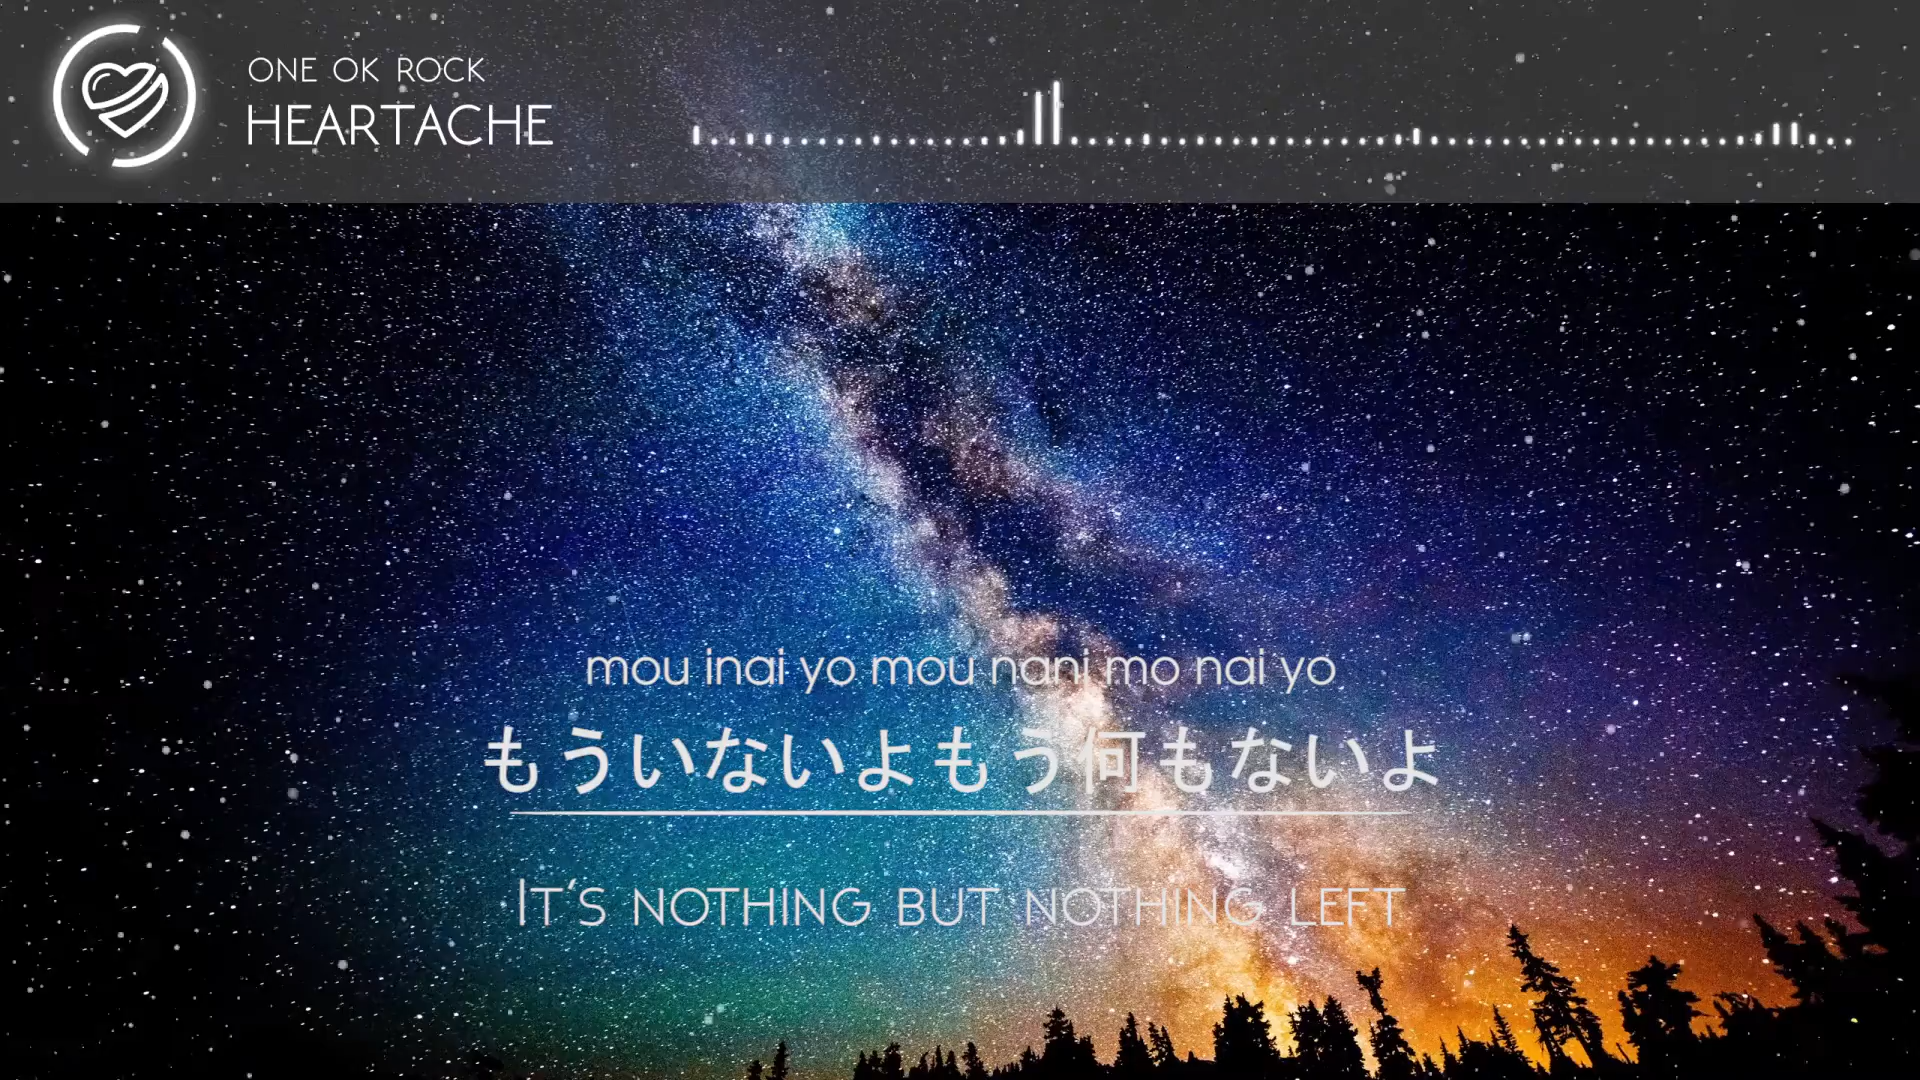 ONE OK ROCK
HEARTACHE
mou inai yo mou nani mo nai yo
もういないよもう何もないよ
It's nothing but nothing left